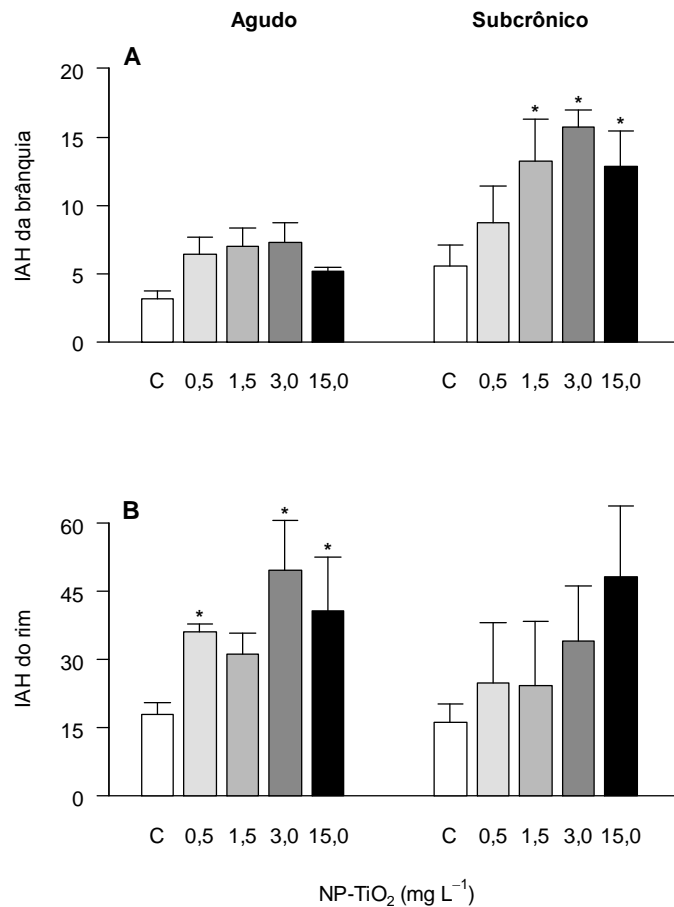 Agudo Subcrônico
A
20
15
10
5
0
IAH da brânquia
* * *
C 0,5 1,5 3,0 15,0 C 0,5 1,5 3,0 15,0
B
60
45
30
15
0
IAH do rim
* * *
C 0,5 1,5 3,0 15,0 C 0,5 1,5 3,0 15,0
NP-TiO₂ (mg L⁻¹)